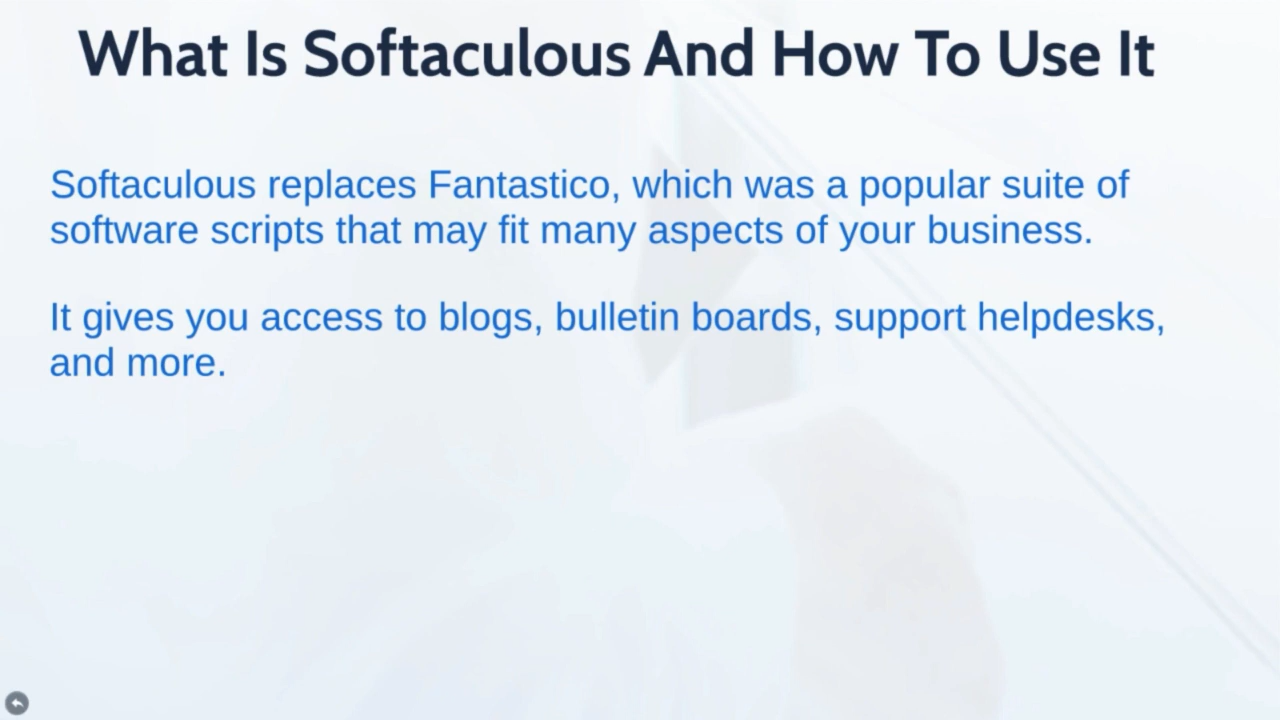 What Is Softaculous And How To Use It
Softaculous replaces Fantastico, which was a popular suite of
software scripts that may fit many aspects of your business.
It gives you access to blogs, bulletin boards, support helpdesks,
and more.